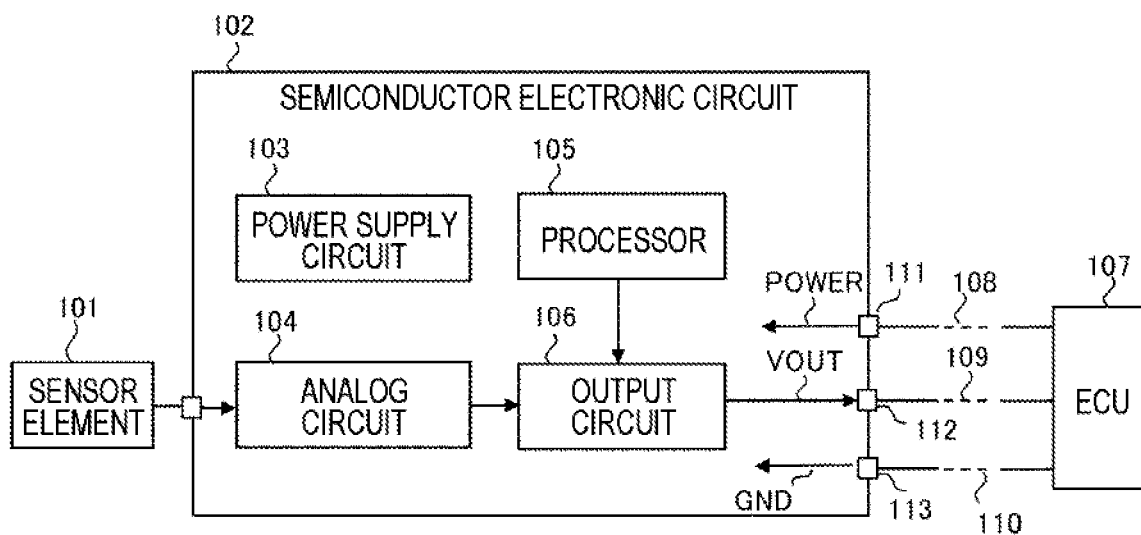 102
SEMICONDUCTOR ELECTRONIC CIRCUIT
103
POWER SUPPLY
CIRCUIT
105
PROCESSOR
101
SENSOR
ELEMENT
104
ANALOG
CIRCUIT
106
OUTPUT
CIRCUIT
POWER
111
108
107
VOUT
109
ECU
112
GND
113
110